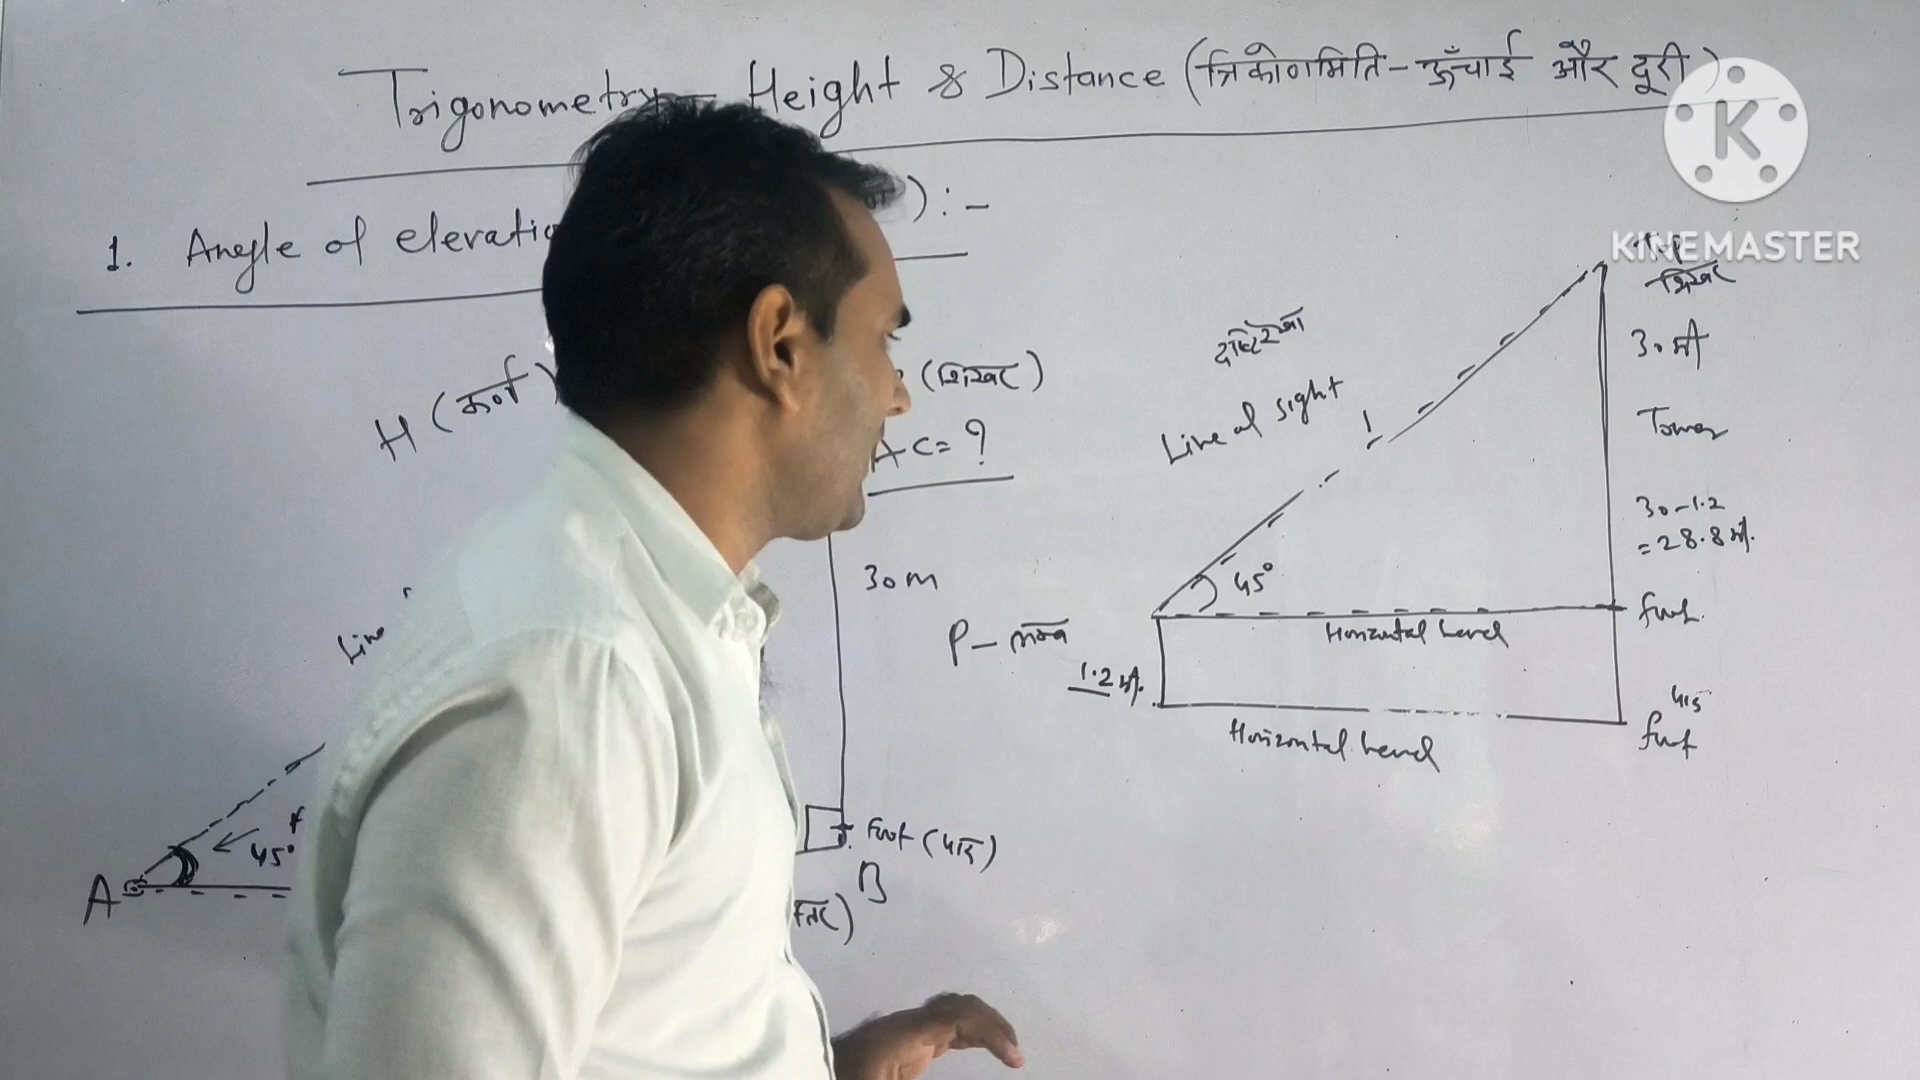 Trigonometry - Height & Distance (त्रिकोणमिति - ऊँचाई और दूरी)
K
KINEMASTER
1. Angle of elevatio
) :-
शिखर
30 मी
Tower
30-1.2
= 28.8 मी.
दृष्टिरेखा
Line of sight
45°
Horizontal Level
Foot
1.2 मी.
Horizontal Level
पाद
Foot
H (कर्ण)
(शिखर)
AC = ?
30 m
P -
Line
45°
A
Foot (पाद)
B